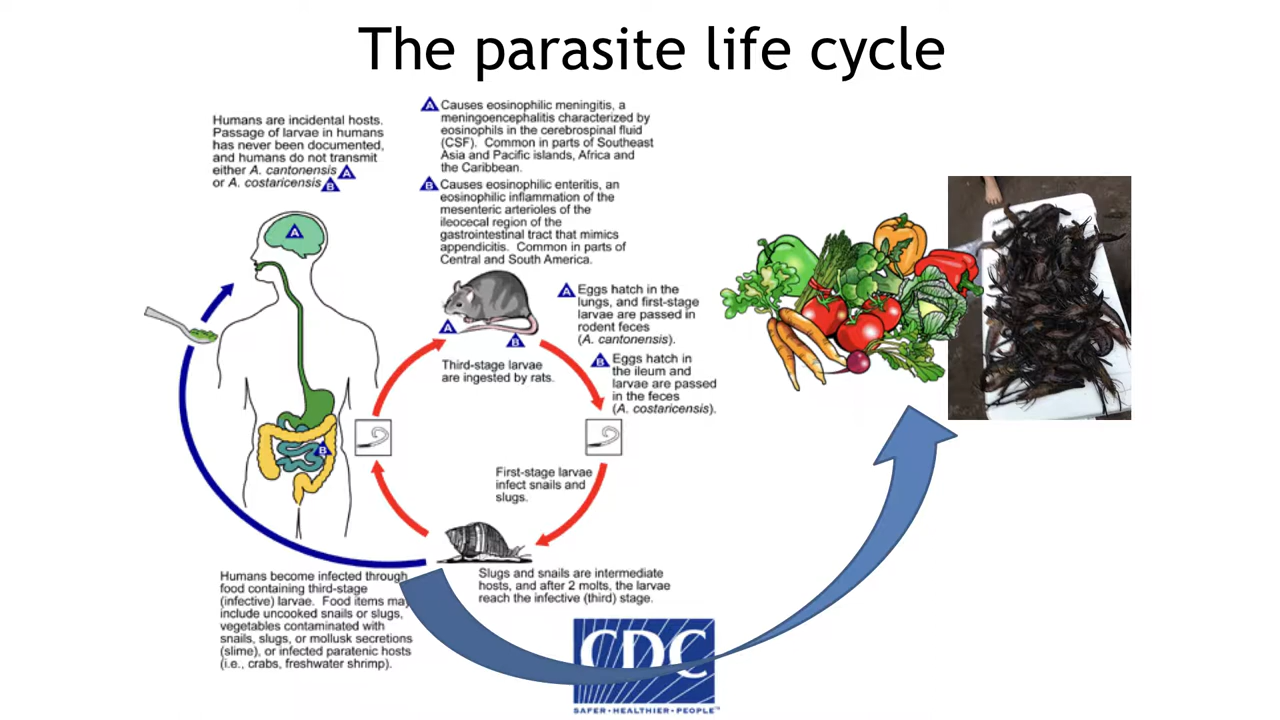 The parasite life cycle
Humans are incidental hosts.
Passage of larvae in humans
has never been documented,
and humans do not transmit
either A. cantonensis A
or A. costaricensis B
A Causes eosinophilic meningitis, a
meningoencephalitis characterized by
eosinophils in the cerebrospinal fluid
(CSF). Common in parts of Southeast
Asia and Pacific islands, Africa and
the Caribbean.
B Causes eosinophilic enteritis, an
eosinophilic inflammation of the
mesenteric arterioles of the
ileocecal region of the
gastrointestinal tract that mimics
appendicitis. Common in parts of
Central and South America.
A
A
B
A Eggs hatch in the
lungs, and first-stage
larvae are passed in
rodent feces
(A. cantonensis).
B Eggs hatch in
the ileum and
larvae are passed
in the feces
(A. costaricensis).
Third-stage larvae
are ingested by rats.
B
First-stage larvae
infect snails and
slugs.
Slugs and snails are intermediate
hosts, and after 2 molts, the larvae
reach the infective (third) stage.
Humans become infected through
food containing third-stage
(infective) larvae. Food items may
include uncooked snails or slugs,
vegetables contaminated with
snails, slugs, or mollusk secretions
(slime), or infected paratenic hosts
(i.e., crabs, freshwater shrimp).
CDC
SAFER•HEALTHIER•PEOPLE™